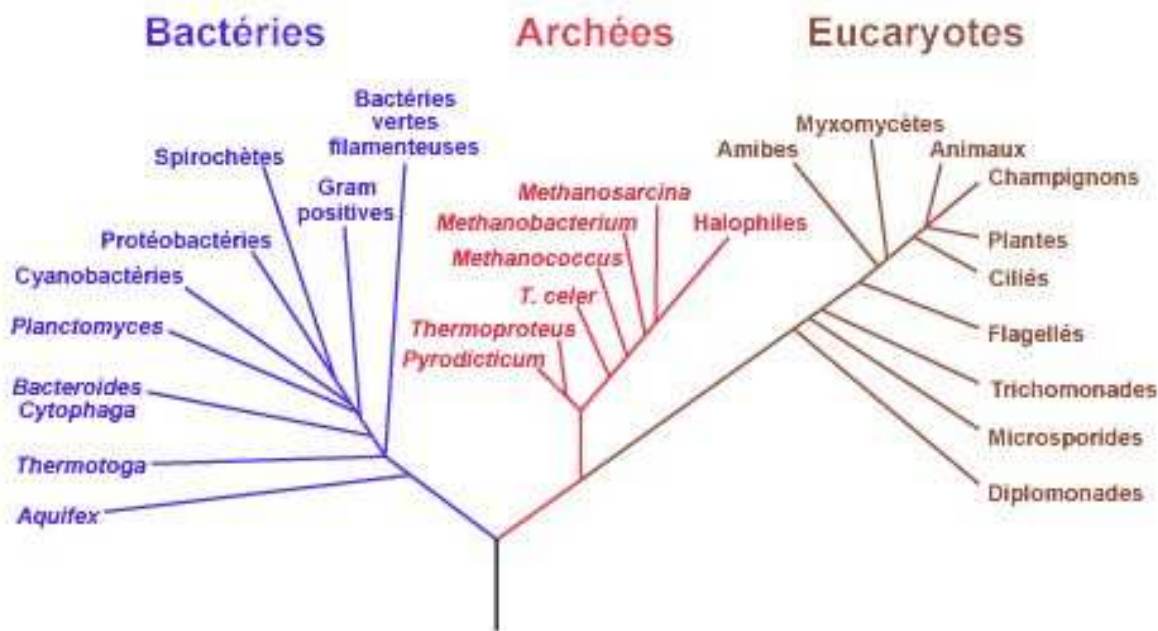 Bactéries
Archées
Eucaryotes
Bactéries
vertes
filamenteuses
Spirochètes
Gram
positives
Protéobactéries
Cyanobactéries
Planctomyces
Bacteroides
Cytophaga
Thermotoga
Aquifex
Methanosarcina
Methanobacterium
Halophiles
Methanococcus
T. celer
Thermoproteus
Pyrodicticum
Myxomycètes
Amibes
Animaux
Champignons
Plantes
Ciliés
Flagellés
Trichomonades
Microsporides
Diplomonades